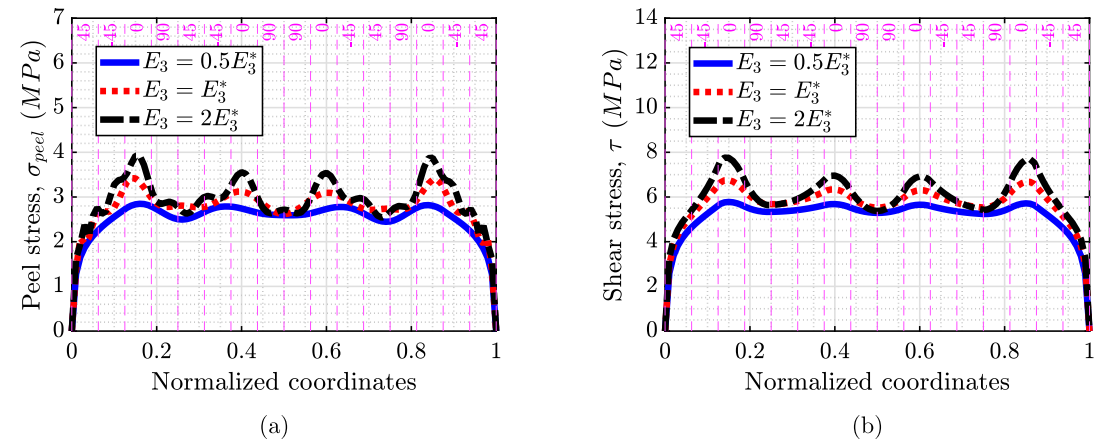 7
6
5
4
3
2
1
0
45 -45 0 90 45 -45 0 90 90 0 -45 45 90 0 -45 45
E₃ = 0.5E₃*
E₃ = E₃*
E₃ = 2E₃*
Peel stress, σ_peel (MPa)
0 0.2 0.4 0.6 0.8 1
Normalized coordinates
(a)
14
12
10
8
6
4
2
0
45 -45 0 90 45 -45 0 90 90 0 -45 45 90 0 -45 45
E₃ = 0.5E₃*
E₃ = E₃*
E₃ = 2E₃*
Shear stress, τ (MPa)
0 0.2 0.4 0.6 0.8 1
Normalized coordinates
(b)